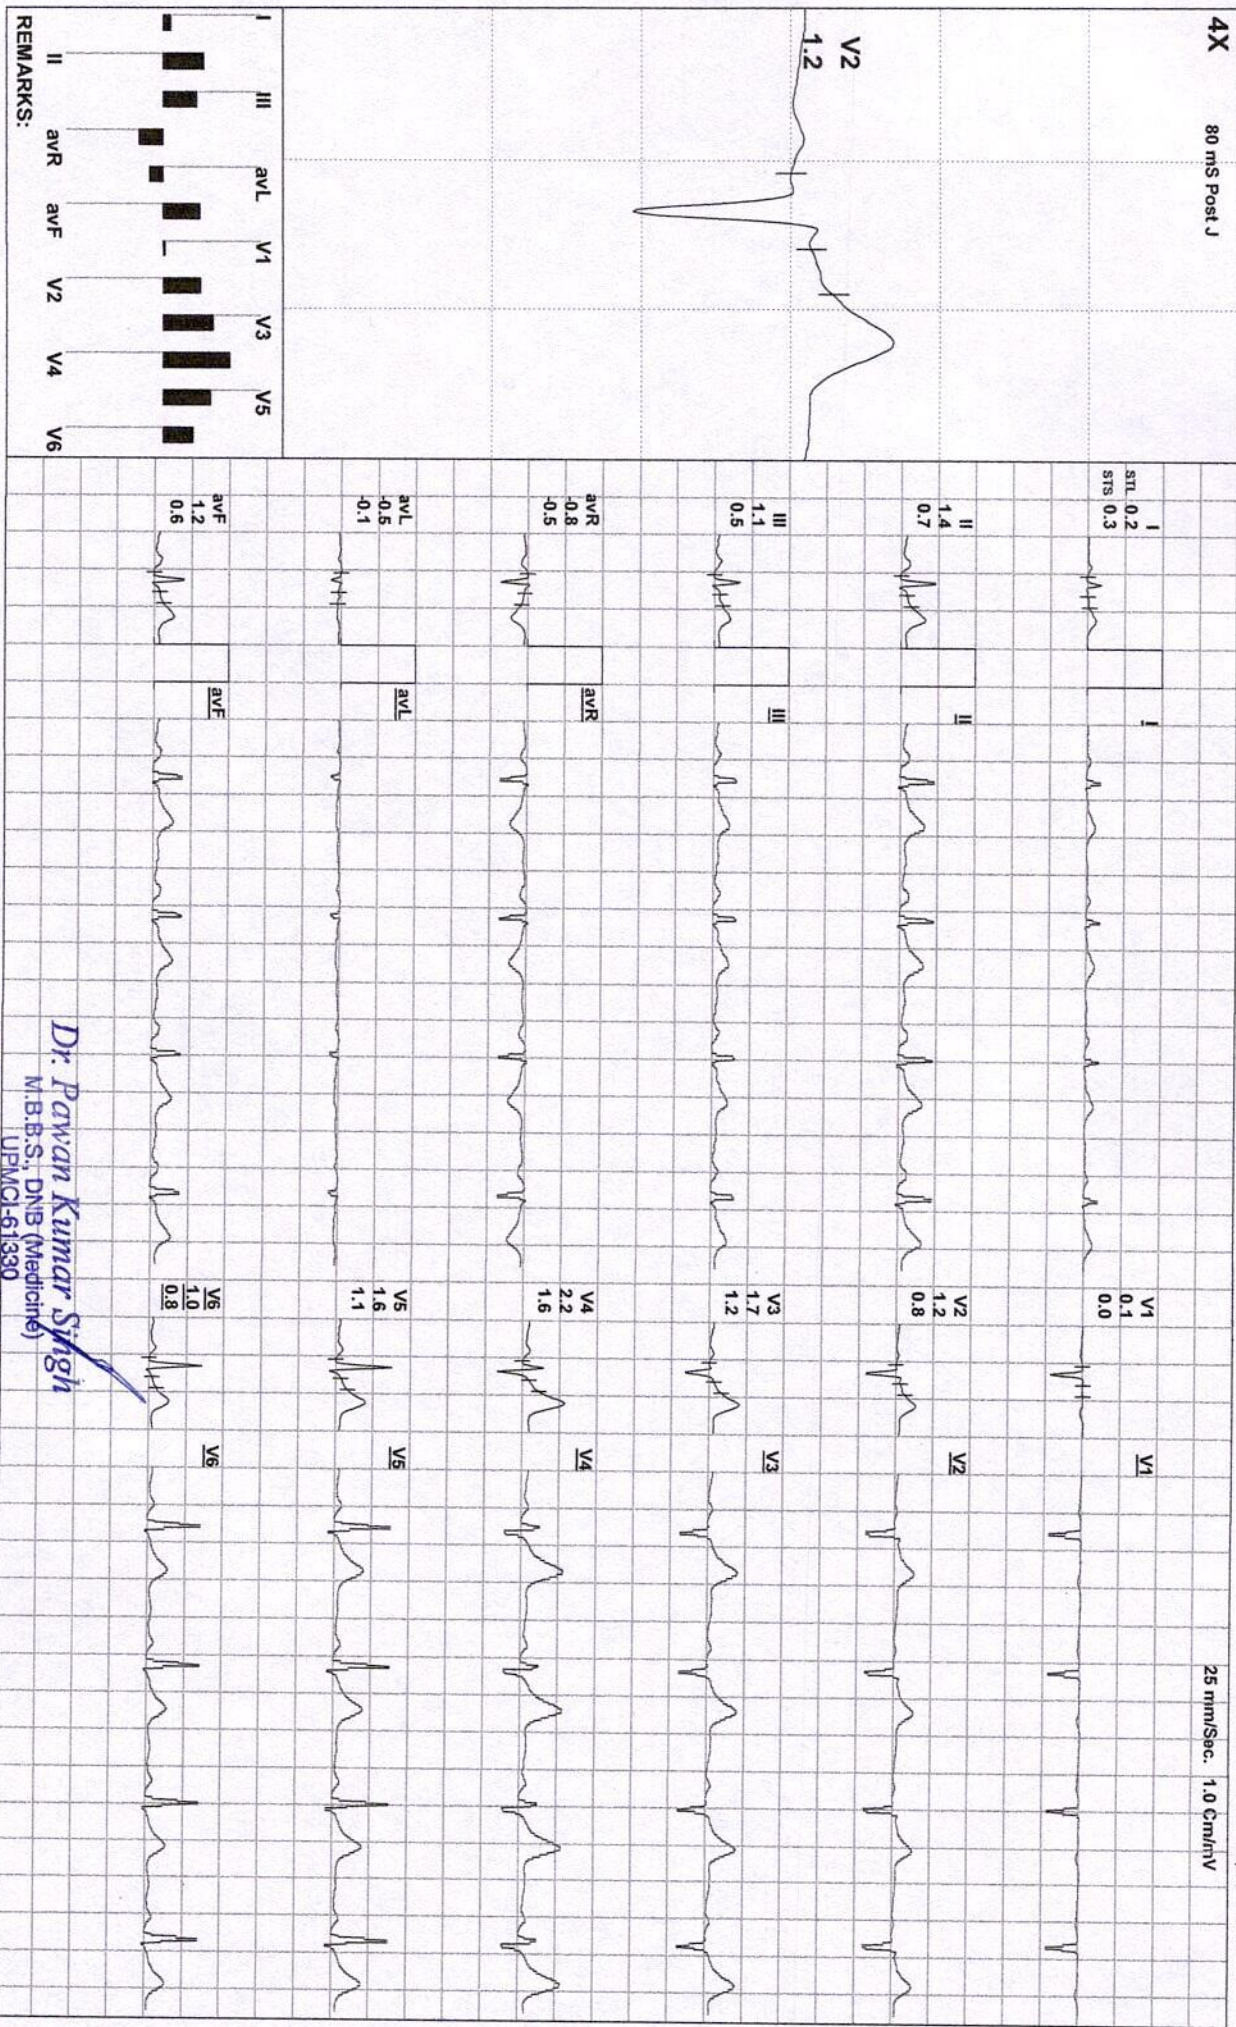 4X
80 mS Post J
25 mm/Sec. 1.0 Cm/mV
V2
1.2
I
STL 0.2
STS 0.3
I
V1
0.1
0.0
V1
II
1.4
0.7
II
V2
1.2
0.8
V2
III
1.1
0.5
III
V3
1.7
1.2
V3
avR
-0.8
-0.5
avR
V4
2.2
1.6
V4
avL
-0.5
-0.1
avL
V5
1.6
1.1
V5
avF
1.2
0.6
avF
V6
1.0
0.8
V6
I III avL V1 V3 V5
II avR avF V2 V4 V6
REMARKS:
Dr. Pawan Kumar Singh
M.B.B.S., DNB (Medicine)
UPMCI-61330